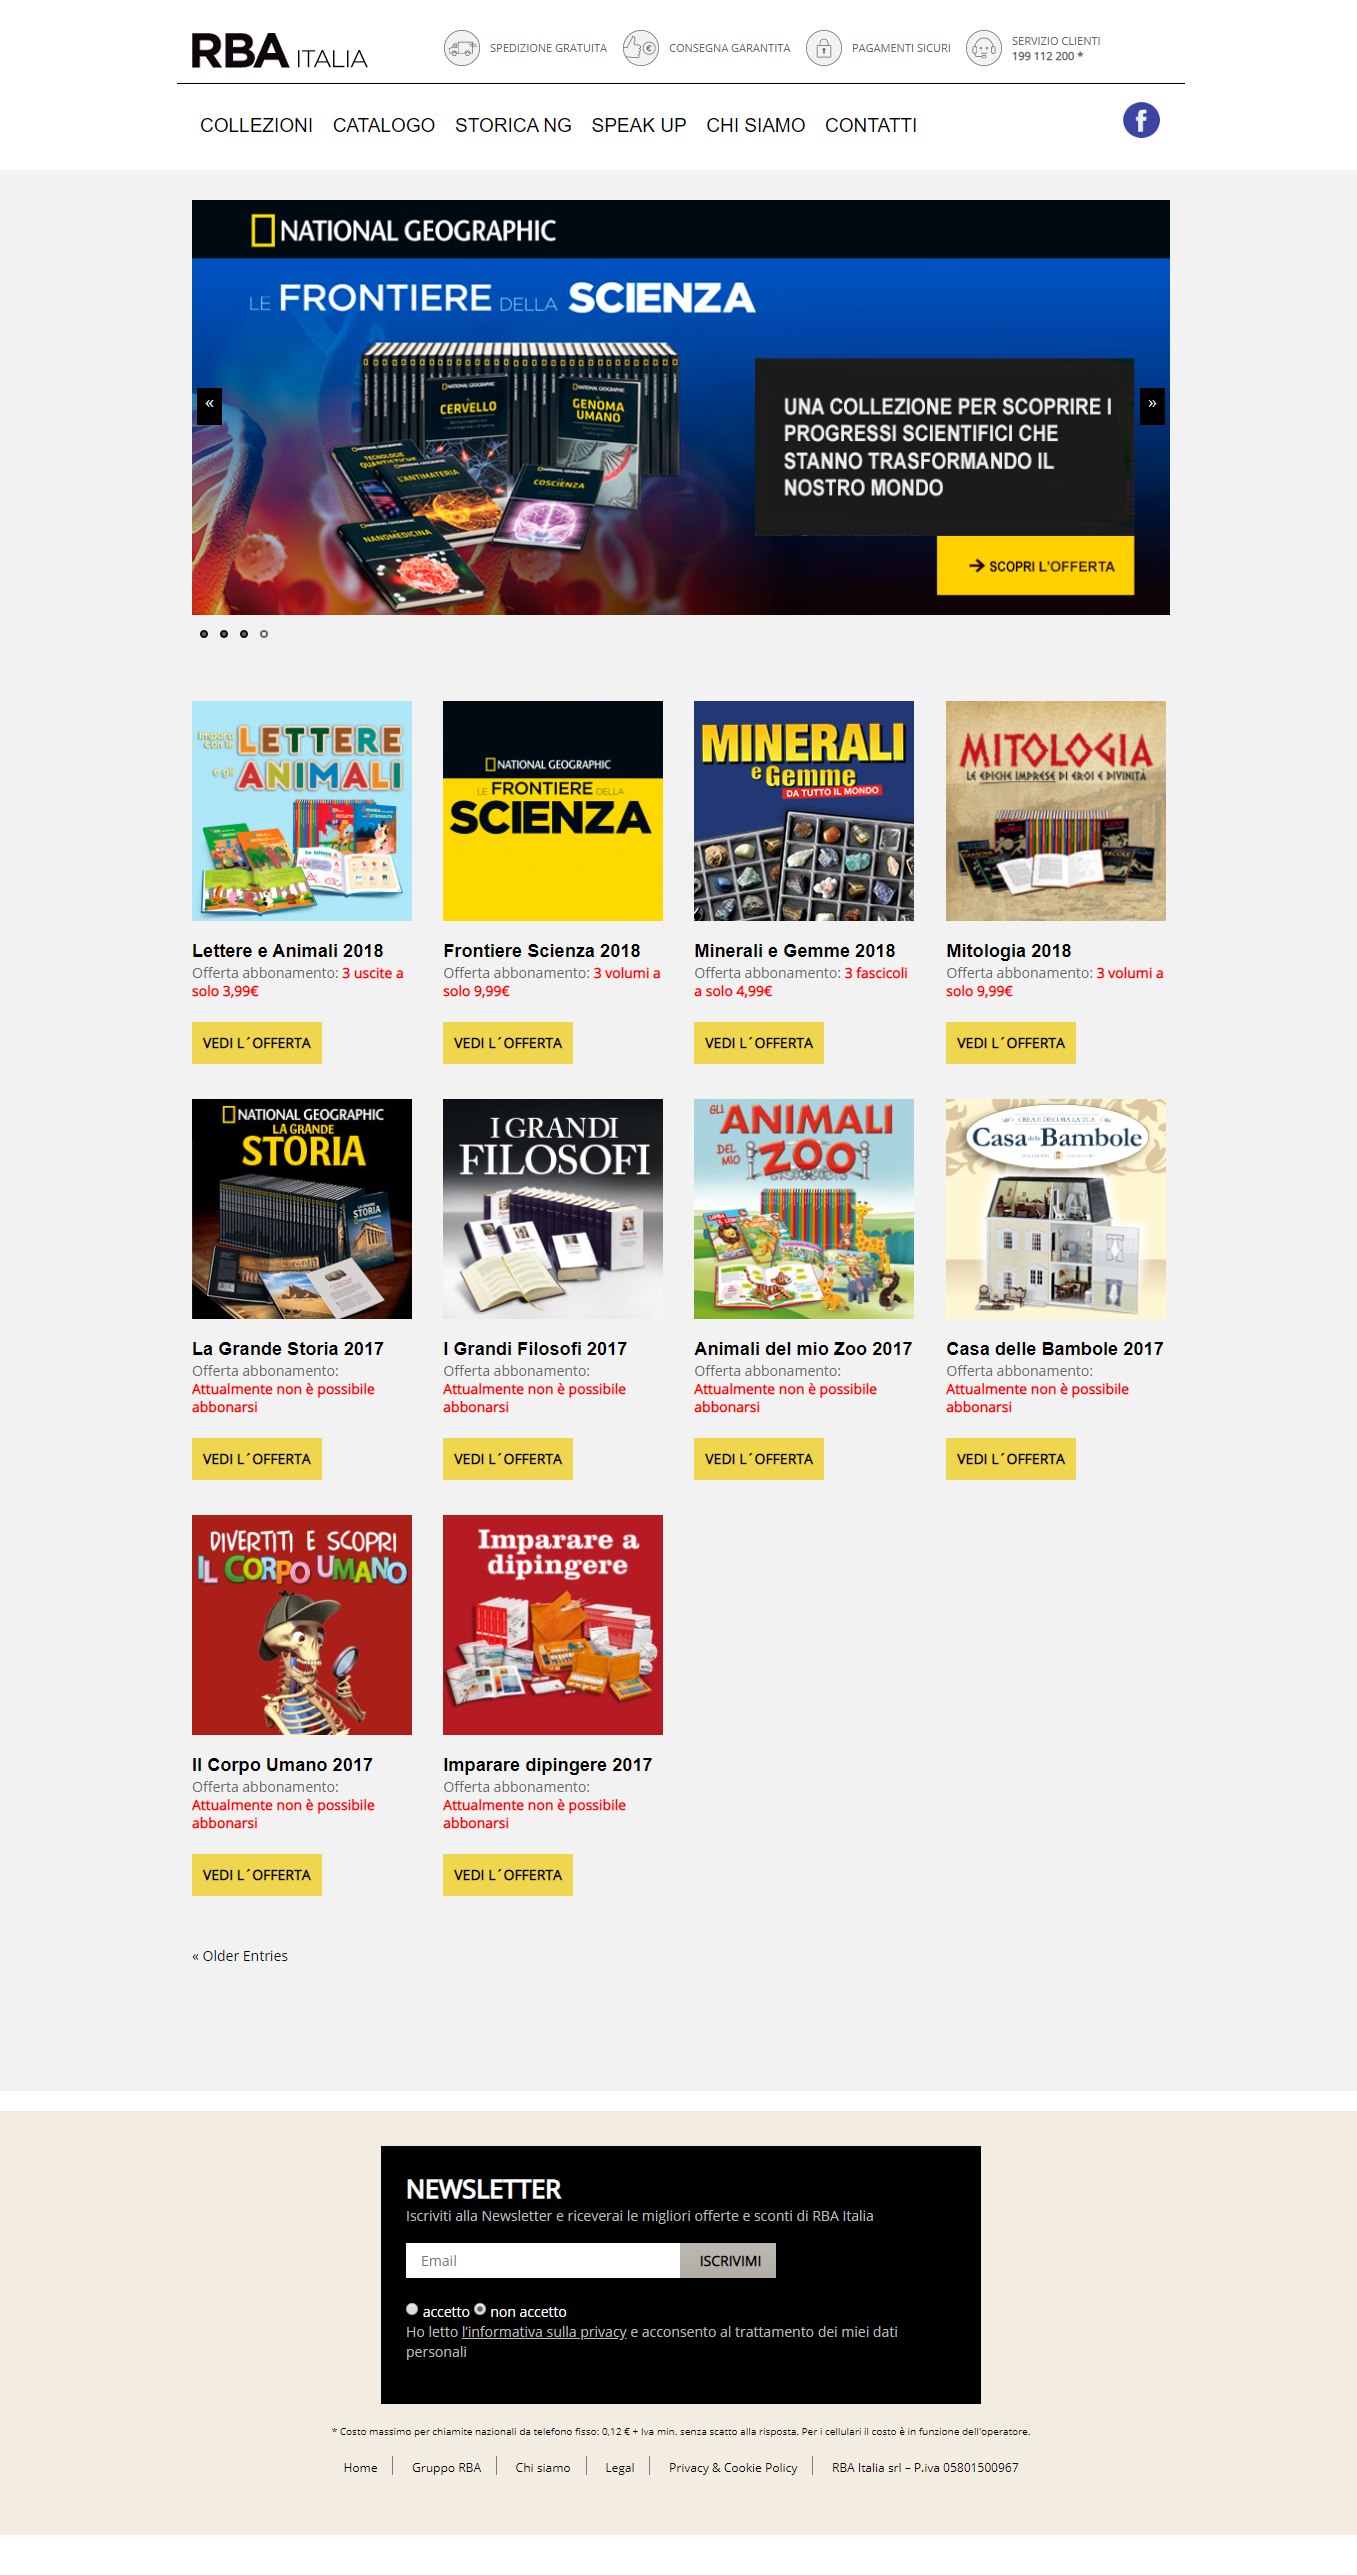 RBA ITALIA
SPEDIZIONE GRATUITA
CONSEGNA GARANTITA
PAGAMENTI SICURI
SERVIZIO CLIENTI
199 112 200 *
COLLEZIONI CATALOGO STORICA NG SPEAK UP CHI SIAMO CONTATTI
NATIONAL GEOGRAPHIC
LE FRONTIERE DELLA SCIENZA
NATIONAL GEOGRAPHIC
CERVELLO
NATIONAL GEOGRAPHIC
IL GENOMA
UMANO
TECNOLOGIE
QUANTISTICHE
L'ANTIMATERIA
LA COSCIENZA
NATIONAL GEOGRAPHIC
NANOMEDICINA
«
»
UNA COLLEZIONE PER SCOPRIRE I
PROGRESSI SCIENTIFICI CHE
STANNO TRASFORMANDO IL
NOSTRO MONDO
→ SCOPRI L'OFFERTA
Impara
con le LETTERE
e gli ANIMALI
NATIONAL GEOGRAPHIC
LE FRONTIERE DELLA
SCIENZA
MINERALI
e Gemme
DA TUTTO IL MONDO
MITOLOGIA
LE EPICHE IMPRESE DI EROI E DIVINITÀ
ERCOLE
Lettere e Animali 2018
Offerta abbonamento: 3 uscite a
solo 3,99€
VEDI L´OFFERTA
Frontiere Scienza 2018
Offerta abbonamento: 3 volumi a
solo 9,99€
VEDI L´OFFERTA
Minerali e Gemme 2018
Offerta abbonamento: 3 fascicoli
a solo 4,99€
VEDI L´OFFERTA
Mitologia 2018
Offerta abbonamento: 3 volumi a
solo 9,99€
VEDI L´OFFERTA
NATIONAL GEOGRAPHIC
LA GRANDE
STORIA
STORIA
I GRANDI
FILOSOFI
GLI ANIMALI
DEL MIO ZOO
CREA E DECORA LA TUA
Casa delle Bambole
La Grande Storia 2017
Offerta abbonamento:
Attualmente non è possibile
abbonarsi
VEDI L´OFFERTA
I Grandi Filosofi 2017
Offerta abbonamento:
Attualmente non è possibile
abbonarsi
VEDI L´OFFERTA
Animali del mio Zoo 2017
Offerta abbonamento:
Attualmente non è possibile
abbonarsi
VEDI L´OFFERTA
Casa delle Bambole 2017
Offerta abbonamento:
Attualmente non è possibile
abbonarsi
VEDI L´OFFERTA
DIVERTITI E SCOPRI
IL CORPO UMANO
Imparare a
dipingere
Il Corpo Umano 2017
Offerta abbonamento:
Attualmente non è possibile
abbonarsi
VEDI L´OFFERTA
Imparare dipingere 2017
Offerta abbonamento:
Attualmente non è possibile
abbonarsi
VEDI L´OFFERTA
« Older Entries
NEWSLETTER
Iscriviti alla Newsletter e riceverai le migliori offerte e sconti di RBA Italia
Email
ISCRIVIMI
accetto non accetto
Ho letto l'informativa sulla privacy e acconsento al trattamento dei miei dati
personali
* Costo massimo per chiamite nazionali da telefono fisso: 0,12 € + Iva min. senza scatto alla risposta. Per i cellulari il costo è in funzione dell'operatore.
Home Gruppo RBA Chi siamo Legal Privacy & Cookie Policy RBA Italia srl – P.iva 05801500967